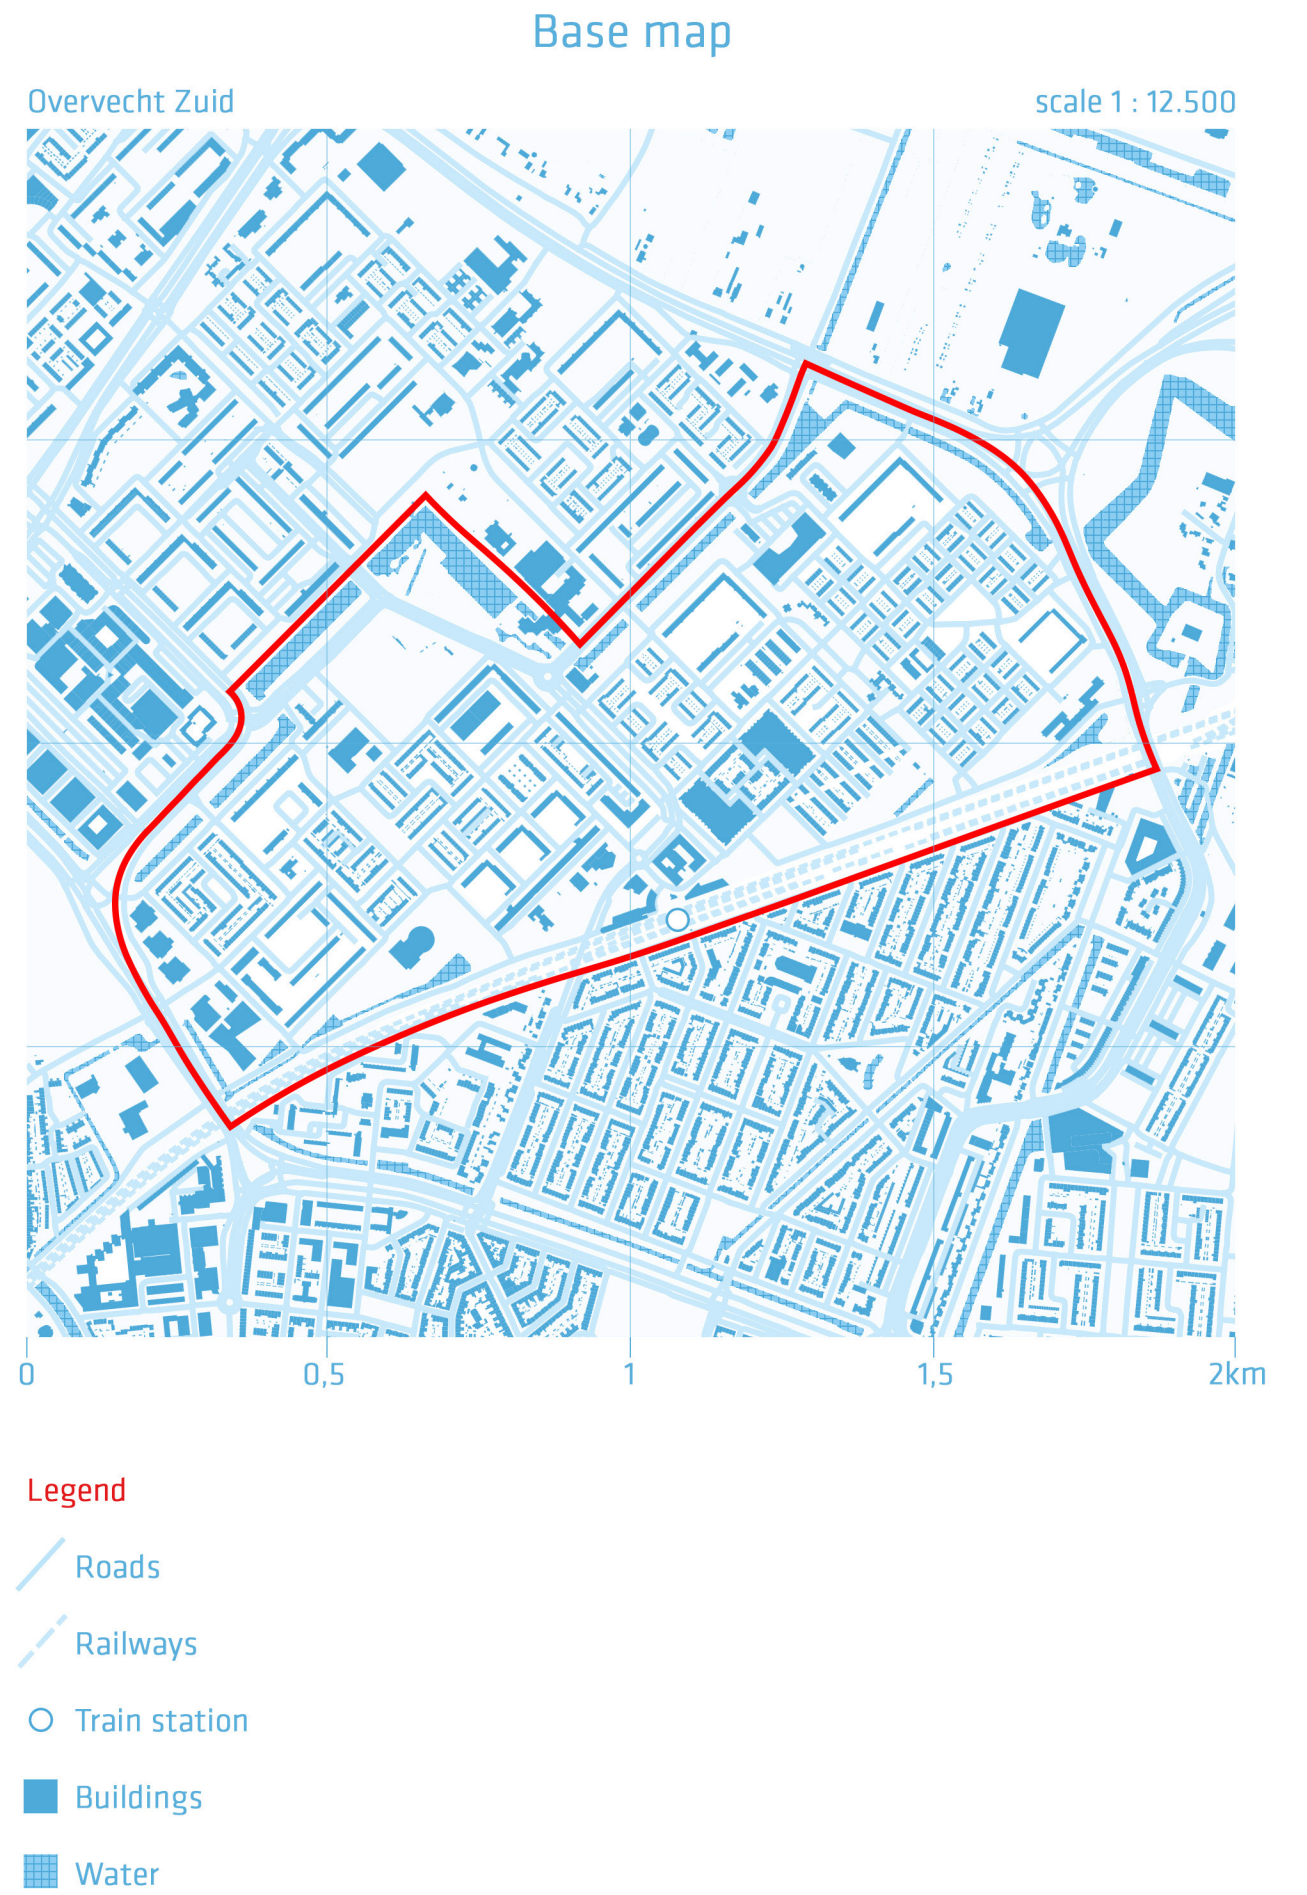 Base map
Overvecht Zuid
scale 1 : 12.500
0
0,5
1
1,5
2km
Legend
Roads
Railways
Train station
Buildings
Water